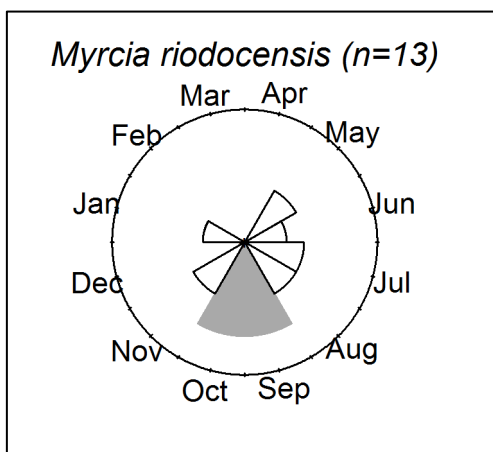 Myrcia riodocensis (n=13)
Mar Apr
Feb May
Jan Jun
Dec Jul
Nov Aug
Oct Sep